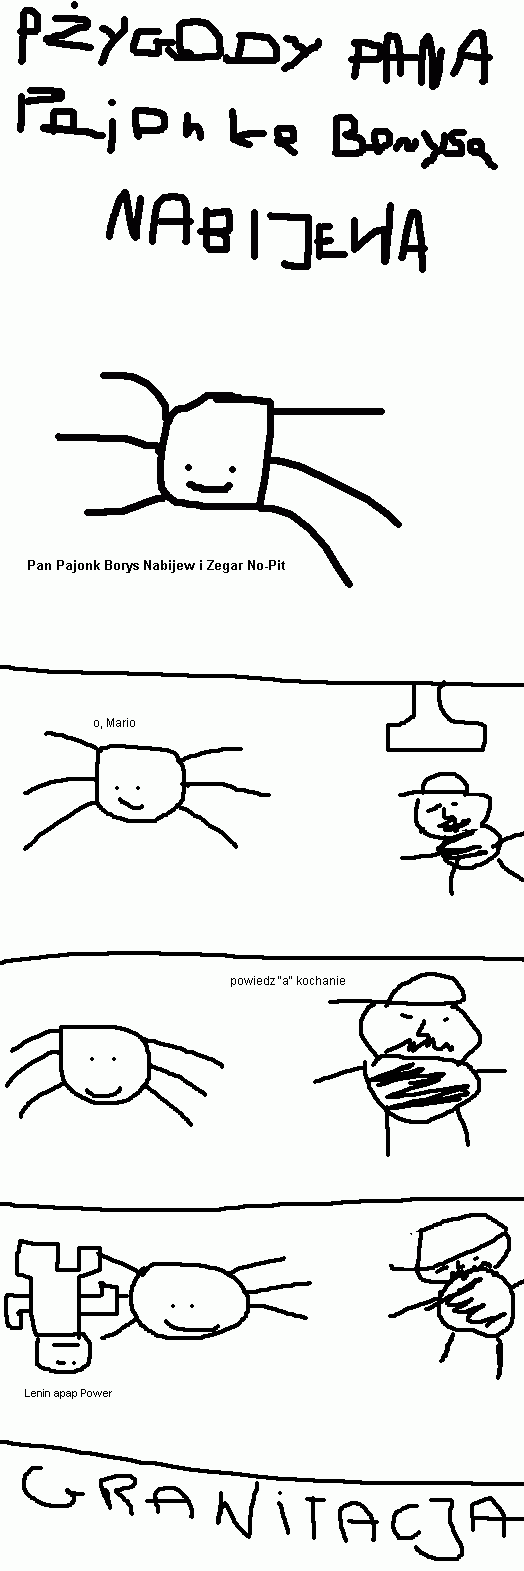 PŻYGODY PANA
PajOnka Borysa
NABIJEWA
Pan Pajonk Borys Nabijew i Zegar No-Pit
o, Mario
powiedz "a" kochanie
Lenin apap Power
GRANiTACJA